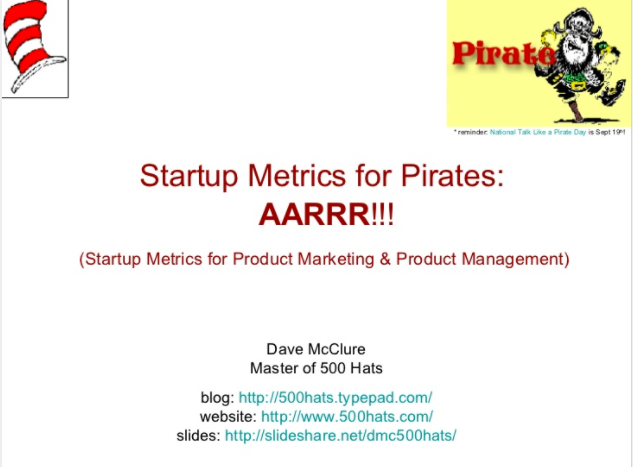 Pirate
* reminder: National Talk Like a Pirate Day is Sept 19th!
Startup Metrics for Pirates:
AARRR!!!
(Startup Metrics for Product Marketing & Product Management)
Dave McClure
Master of 500 Hats
blog: http://500hats.typepad.com/
website: http://www.500hats.com/
slides: http://slideshare.net/dmc500hats/